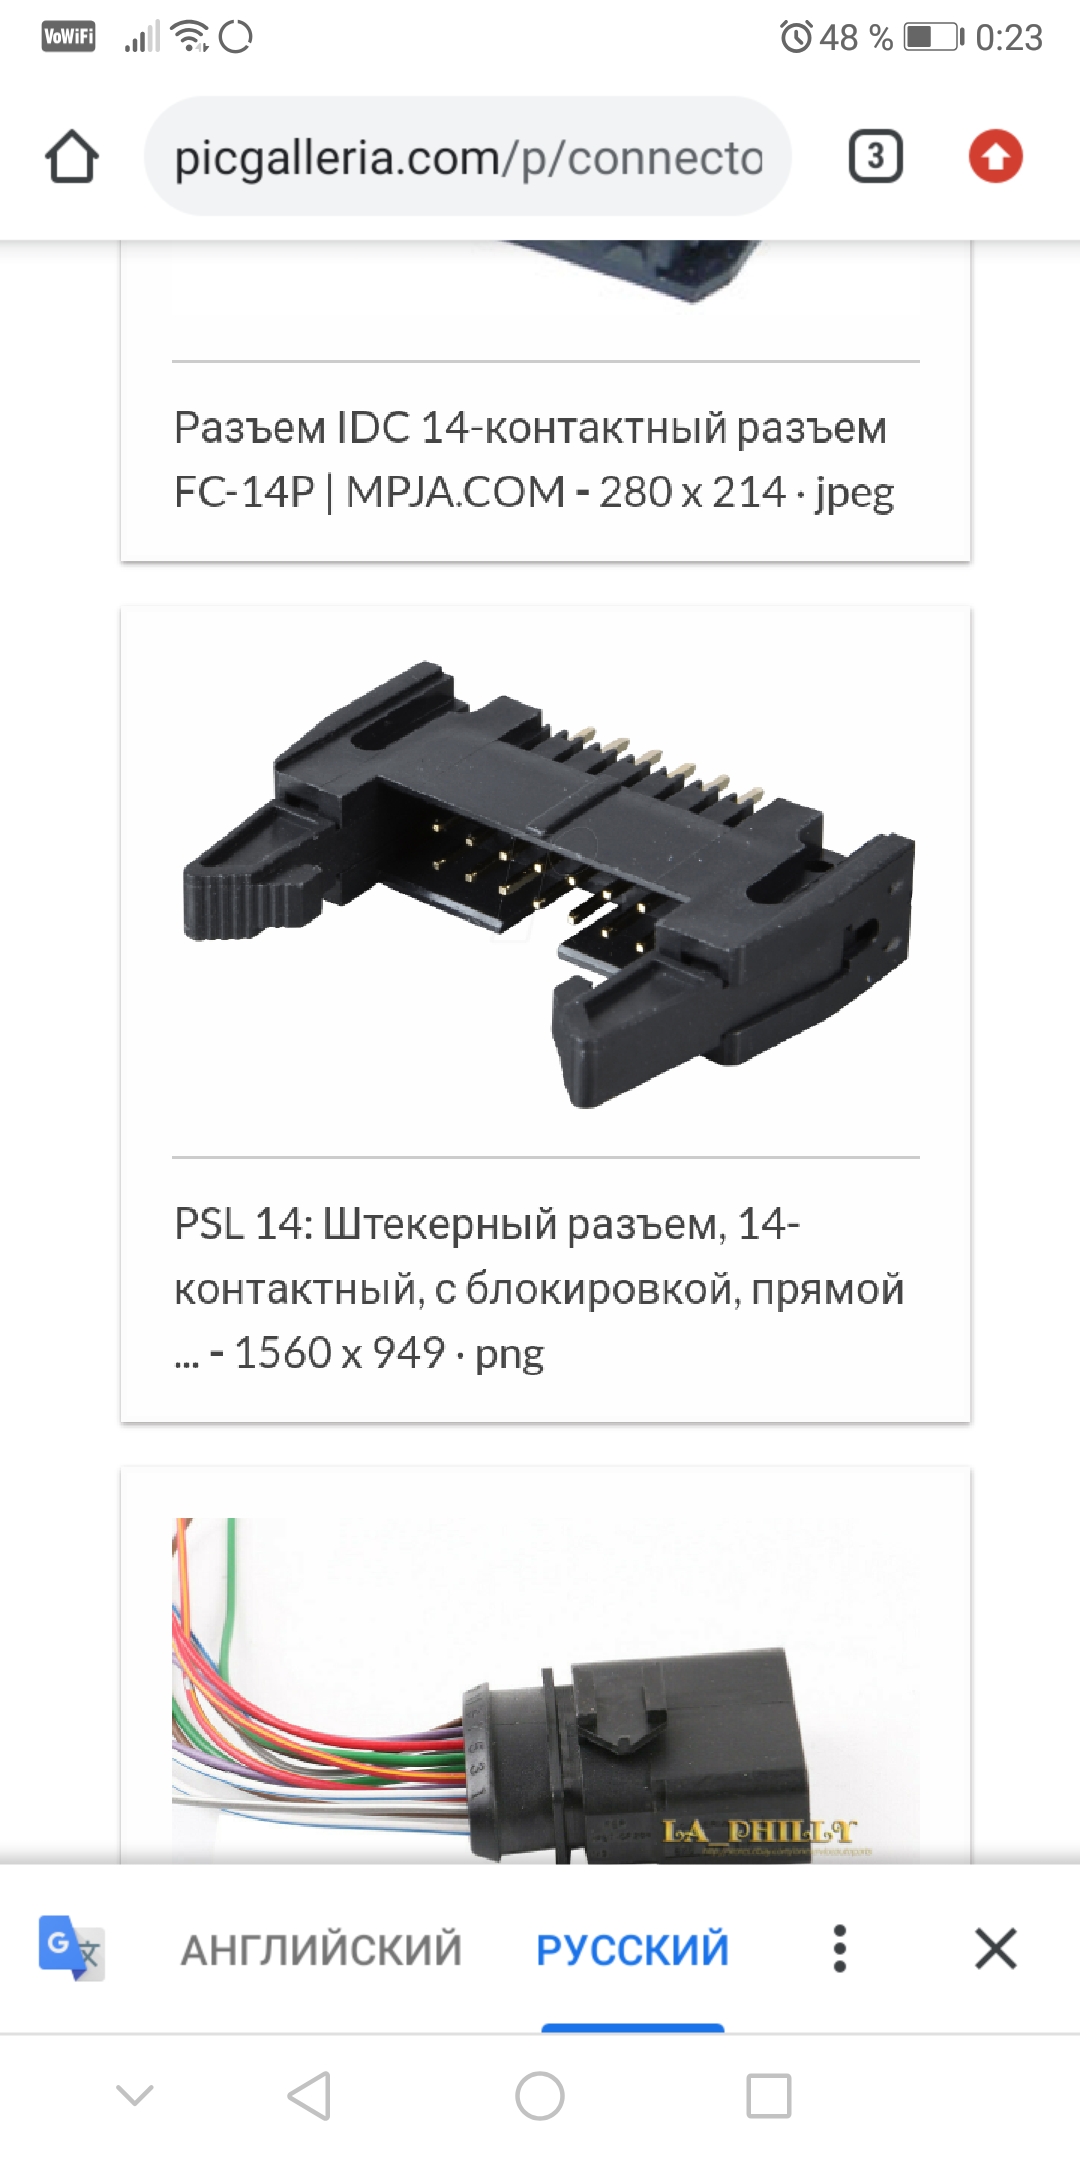 VoWiFi 48 % 0:23
picgalleria.com/p/connecto 3
Разъем IDC 14-контактный разъем
FC-14P | MPJA.COM - 280 x 214 · jpeg
PSL 14: Штекерный разъем, 14-
контактный, с блокировкой, прямой
... - 1560 x 949 · png
LA_PHILLY
G 文 АНГЛИЙСКИЙ РУССКИЙ